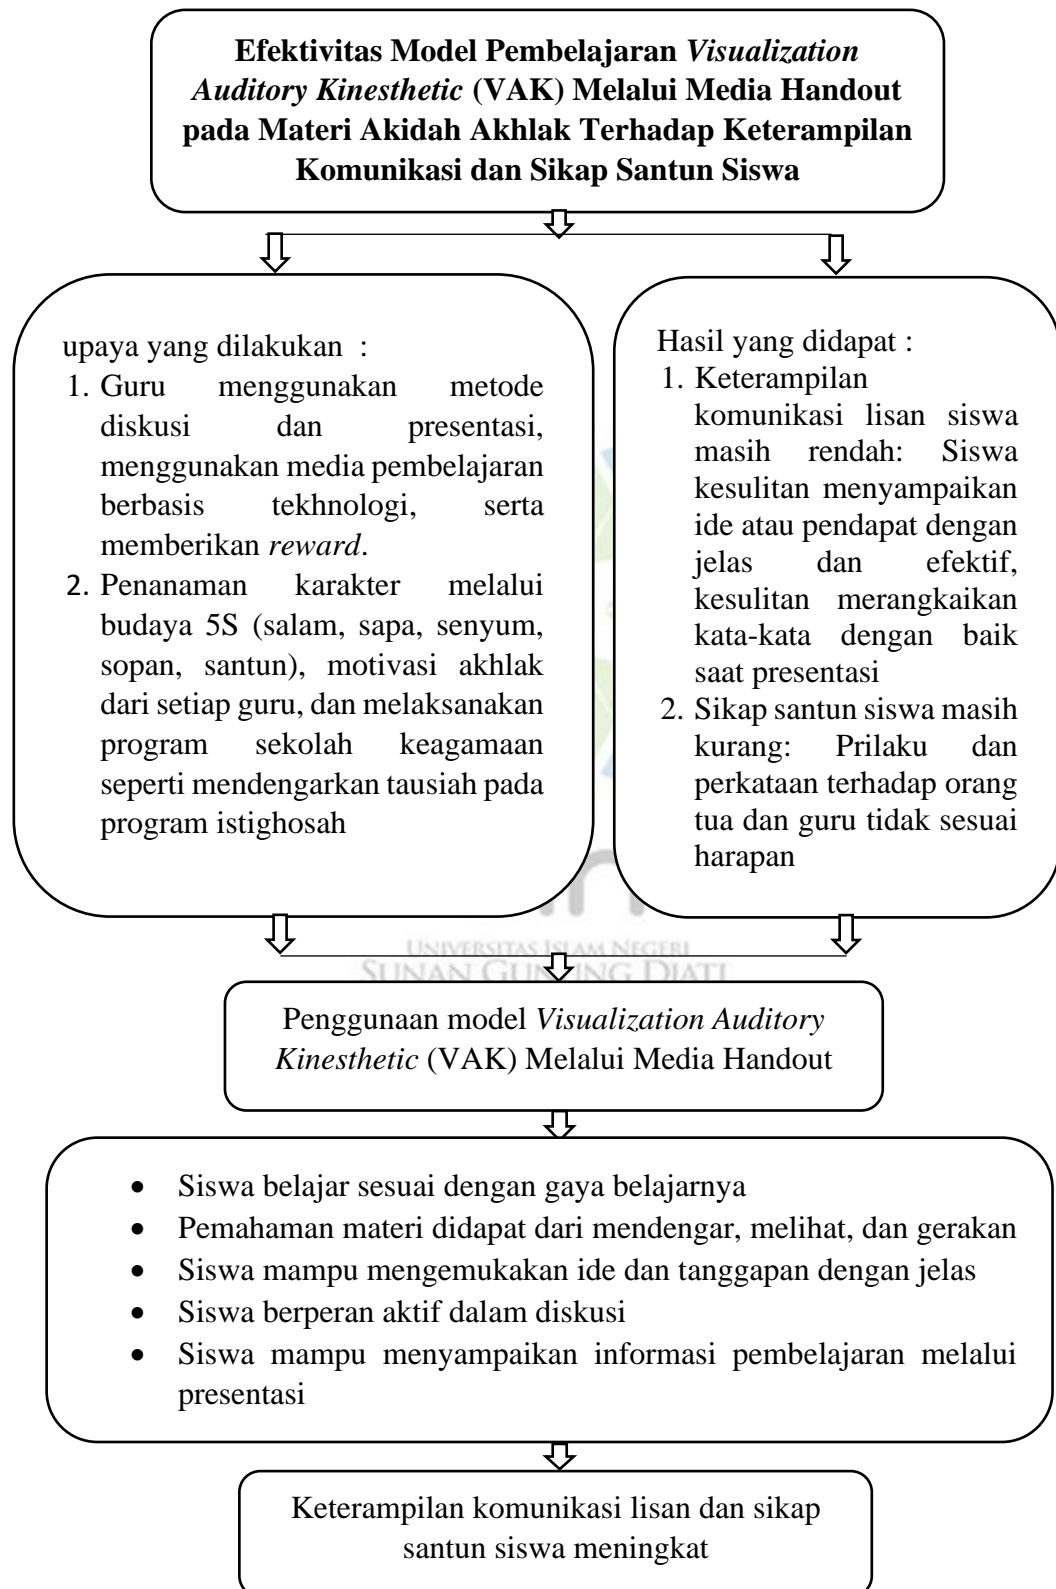 Efektivitas Model Pembelajaran Visualization
Auditory Kinesthetic (VAK) Melalui Media Handout
pada Materi Akidah Akhlak Terhadap Keterampilan
Komunikasi dan Sikap Santun Siswa
upaya yang dilakukan :
1. Guru menggunakan metode
diskusi dan presentasi,
menggunakan media pembelajaran
berbasis tekhnologi, serta
memberikan reward.
2. Penanaman karakter melalui
budaya 5S (salam, sapa, senyum,
sopan, santun), motivasi akhlak
dari setiap guru, dan melaksanakan
program sekolah keagamaan
seperti mendengarkan tausiah pada
program istighosah
Hasil yang didapat :
1. Keterampilan
komunikasi lisan siswa
masih rendah: Siswa
kesulitan menyampaikan
ide atau pendapat dengan
jelas dan efektif,
kesulitan merangkaikan
kata-kata dengan baik
saat presentasi
2. Sikap santun siswa masih
kurang: Prilaku dan
perkataan terhadap orang
tua dan guru tidak sesuai
harapan
UNIVERSITAS ISLAM NEGERI
SUNAN GUNUNG DJATI
Penggunaan model Visualization Auditory
Kinesthetic (VAK) Melalui Media Handout
• Siswa belajar sesuai dengan gaya belajarnya
• Pemahaman materi didapat dari mendengar, melihat, dan gerakan
• Siswa mampu mengemukakan ide dan tanggapan dengan jelas
• Siswa berperan aktif dalam diskusi
• Siswa mampu menyampaikan informasi pembelajaran melalui
presentasi
Keterampilan komunikasi lisan dan sikap
santun siswa meningkat